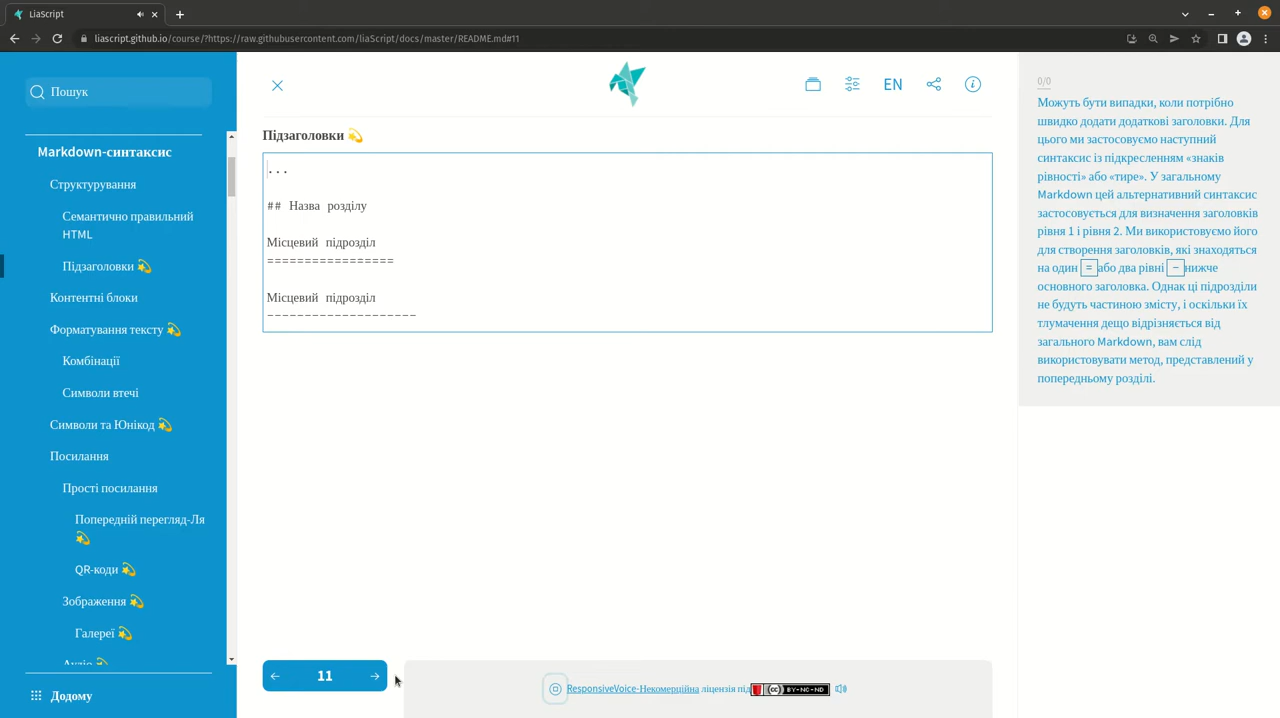 LiaScript
liascript.github.io/course/?https://raw.githubusercontent.com/liaScript/docs/master/README.md#11
Пошук
Markdown-синтаксис
Структурування
Семантично правильний
HTML
Підзаголовки 💫
Контентні блоки
Форматування тексту 💫
Комбінації
Символи втечі
Символи та Юнікод 💫
Посилання
Прості посилання
Попередній перегляд-Ля
💫
QR-коди 💫
Зображення 💫
Галереї 💫
Аудіо 💫
Додому
EN
Підзаголовки 💫
...
## Назва розділу
Місцевий підрозділ
=================
Місцевий підрозділ
--------------------
11
ResponsiveVoice-Некомерційна ліцензія під
cc BY-NC-ND
0/0
Можуть бути випадки, коли потрібно
швидко додати додаткові заголовки. Для
цього ми застосовуємо наступний
синтаксис із підкресленням «знаків
рівності» або «тире». У загальному
Markdown цей альтернативний синтаксис
застосовується для визначення заголовків
рівня 1 і рівня 2. Ми використовуємо його
для створення заголовків, які знаходяться
на один = або два рівні - нижче
основного заголовка. Однак ці підрозділи
не будуть частиною змісту, і оскільки їх
тлумачення дещо відрізняється від
загального Markdown, вам слід
використовувати метод, представлений у
попередньому розділі.